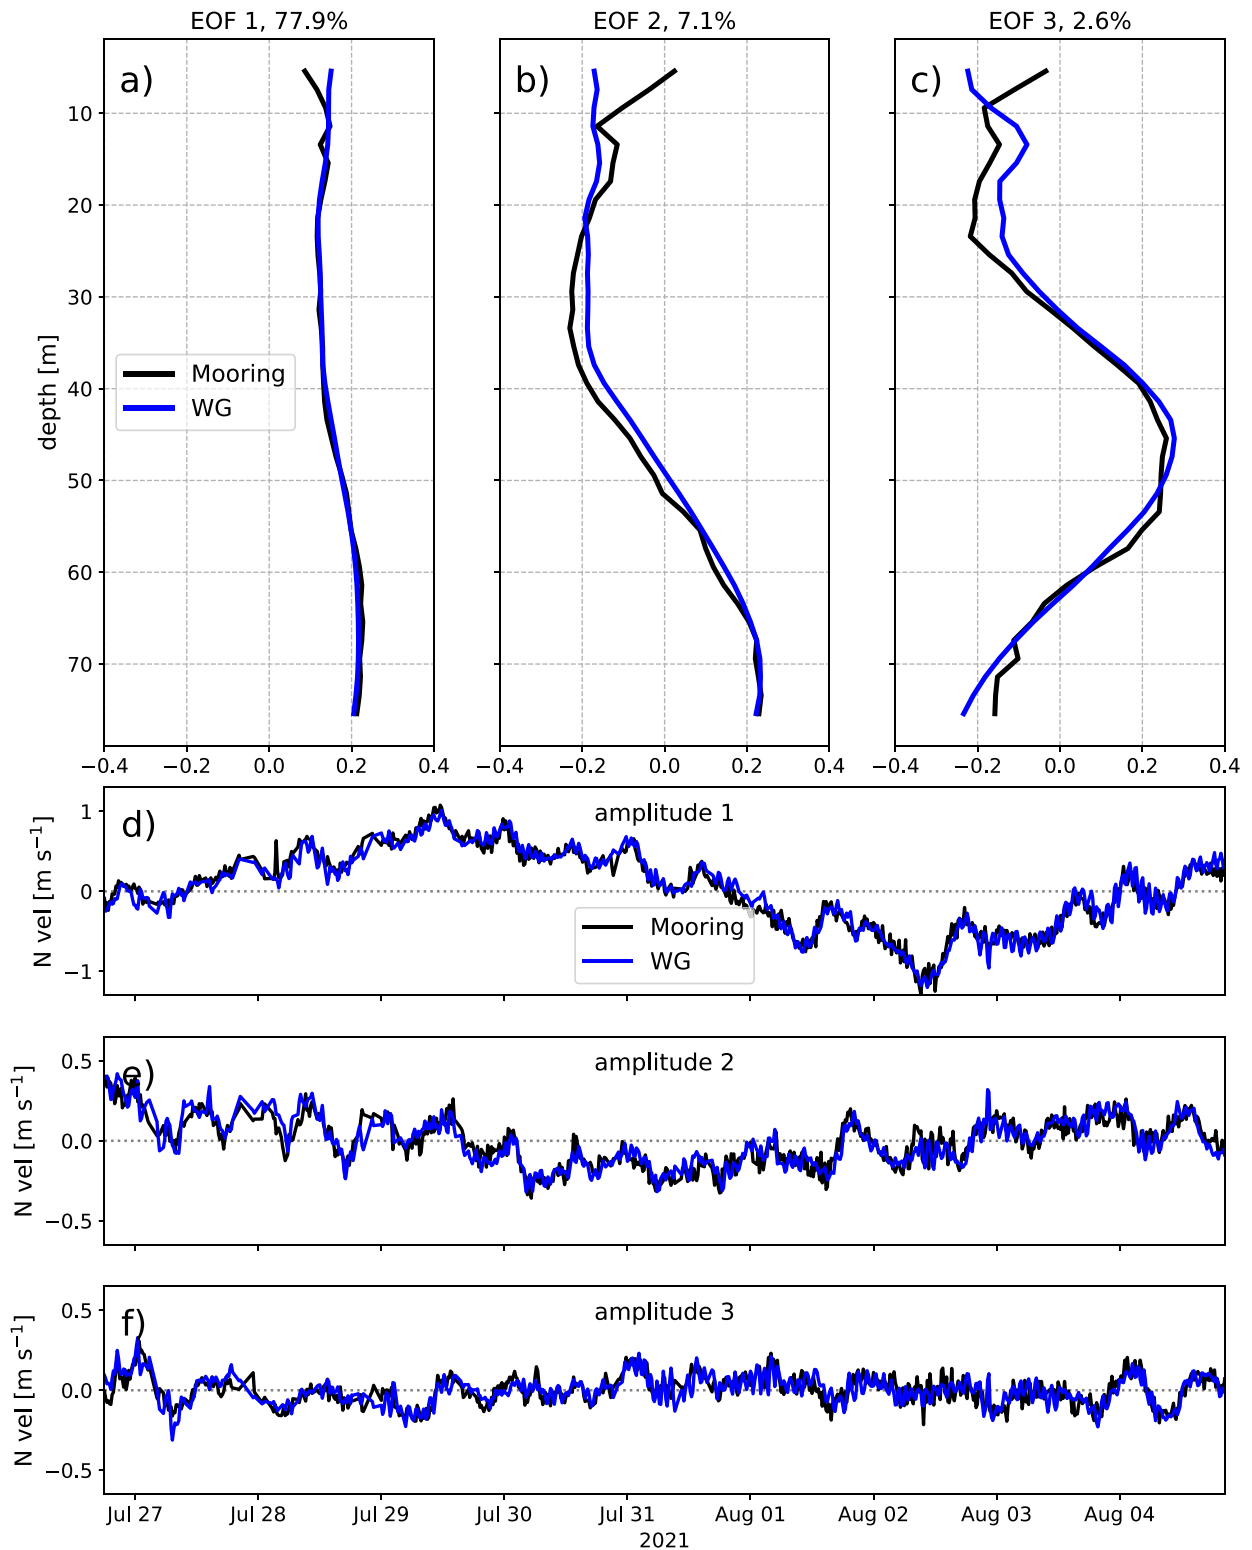 EOF 1, 77.9%
EOF 2, 7.1%
EOF 3, 2.6%
a)
b)
c)
10
20
30
40
50
60
70
depth [m]
Mooring
WG
−0.4 −0.2 0.0 0.2 0.4
−0.4 −0.2 0.0 0.2 0.4
−0.4 −0.2 0.0 0.2 0.4
d)
amplitude 1
1
0
−1
N vel [m s⁻¹]
Mooring
WG
e)
amplitude 2
0.5
0.0
−0.5
N vel [m s⁻¹]
f)
amplitude 3
0.5
0.0
−0.5
N vel [m s⁻¹]
Jul 27 Jul 28 Jul 29 Jul 30 Jul 31 Aug 01 Aug 02 Aug 03 Aug 04
2021